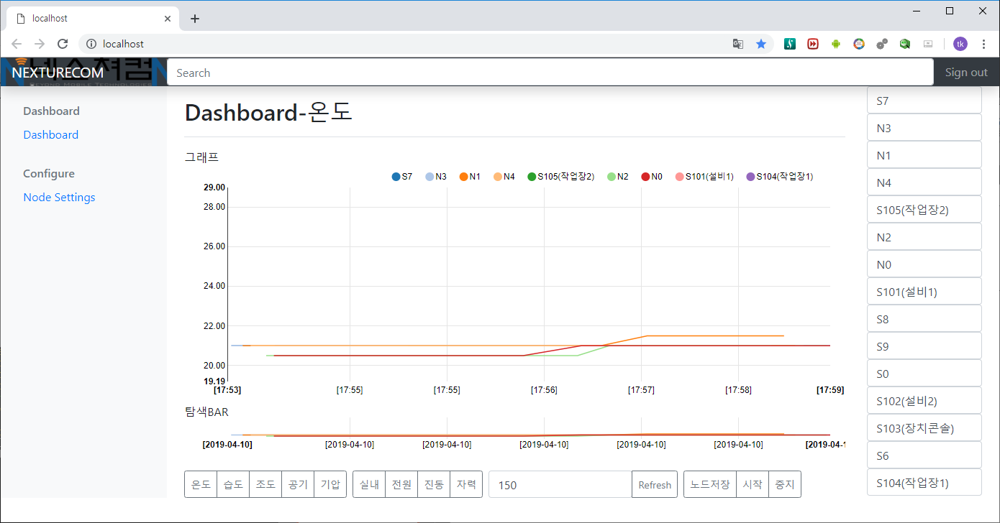 localhost
localhost
tk
넥스쳐컴
NEXTURECOM
BEYOND MOBILE TECHNOLOGIES
Search
Sign out
Dashboard
Dashboard
Configure
Node Settings
Dashboard-온도
그래프
S7 N3 N1 N4 S105(작업장2) N2 N0 S101(설비1) S104(작업장1)
29.00
28.00
26.00
24.00
22.00
20.00
19.19
[17:53] [17:55] [17:55] [17:56] [17:57] [17:58] [17:59]
탐색BAR
[2019-04-10] [2019-04-10] [2019-04-10] [2019-04-10] [2019-04-10] [2019-04-10] [2019-04-1
온도 습도 조도 공기 기압 실내 전원 진동 자력 150 Refresh 노드저장 시작 중지
S7
N3
N1
N4
S105(작업장2)
N2
N0
S101(설비1)
S8
S9
S0
S102(설비2)
S103(장치콘솔)
S6
S104(작업장1)